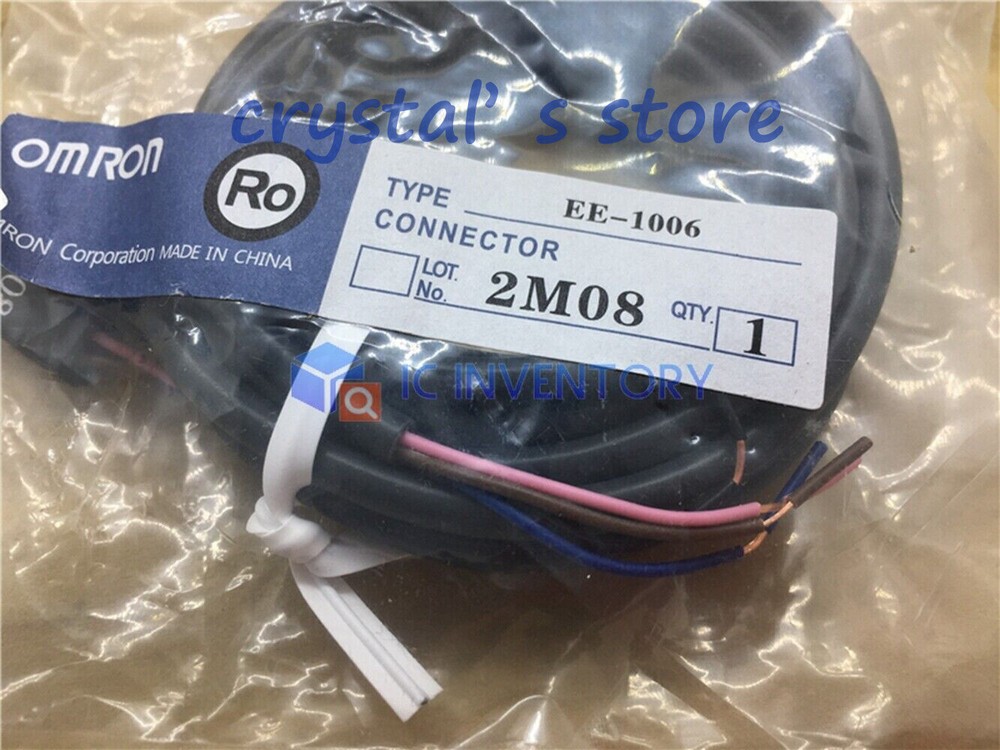 crystal’s store
OMRON
Ro
TYPE EE-1006
CONNECTOR
RON Corporation MADE IN CHINA
LOT. No. 2M08 QTY. 1
IC INVENTORY